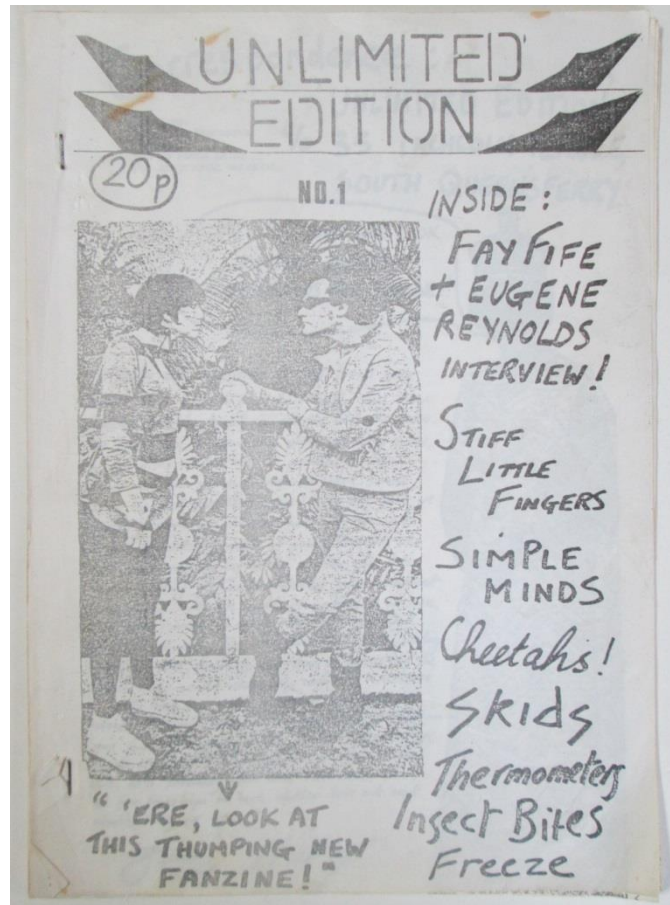 UNLIMITED
EDITION
20p
NO.1
INSIDE:
FAY FIFE
+ EUGENE
REYNOLDS
INTERVIEW!
STIFF
LITTLE
FINGERS
SIMPLE
MINDS
Cheetahs!
Skids
Thermometers
Insect Bites
Freeze
" 'ERE, LOOK AT
THIS THUMPING NEW
FANZINE!"